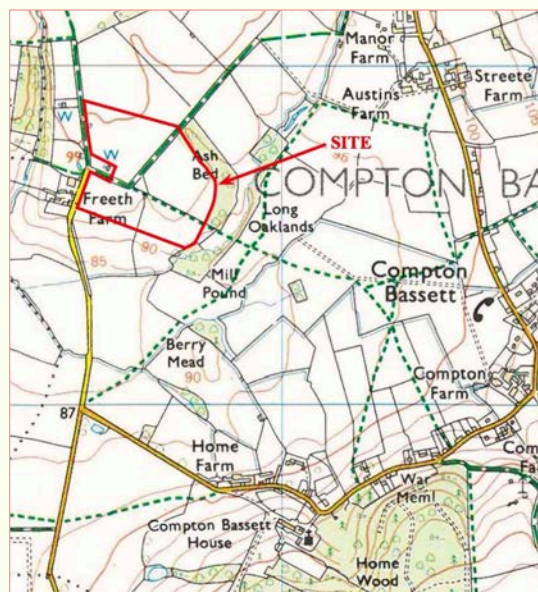 Manor
Farm
Streete
Farm
Austins
Farm
100
SITE
W
W
99
Ash
Bed
Freeth
Farm
COMPTON BA
Long
Oaklands
90
85
Mill
Pound
Compton
Bassett
Berry
Mead
90
Compton
Farm
87
Home
Farm
War
Meml
Com
Fa
Compton Bassett
House
Home
Wood